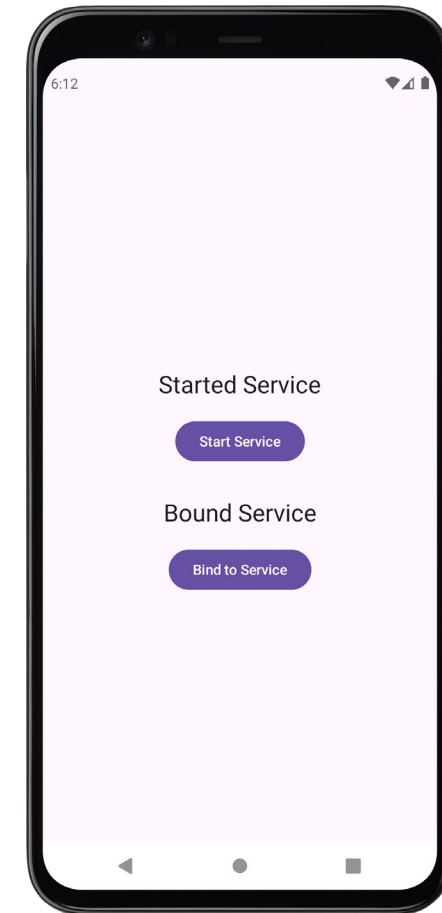 6:12
Started Service
Start Service
Bound Service
Bind to Service